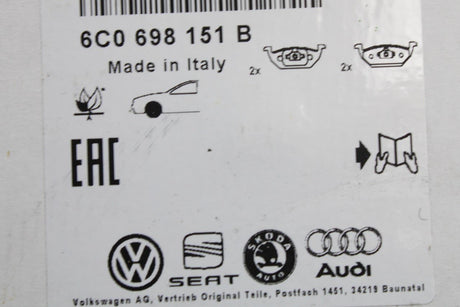 6C0 698 151 B
Made in Italy
2x
2x
EAC
SEAT
ŠKODA
AUTO
Audi
Volkswagen AG, Vertrieb Original Teile, Postfach 1451, 34219 Baunatal